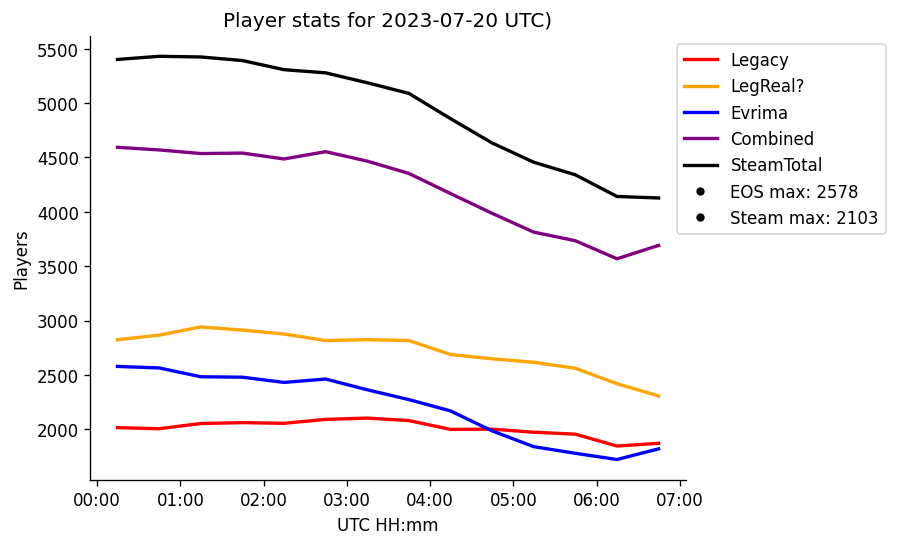 Player stats for 2023-07-20 UTC)
5500
5000
4500
4000
3500
3000
2500
2000
Players
00:00 01:00 02:00 03:00 04:00 05:00 06:00 07:00
UTC HH:mm
Legacy
LegReal?
Evrima
Combined
SteamTotal
EOS max: 2578
Steam max: 2103